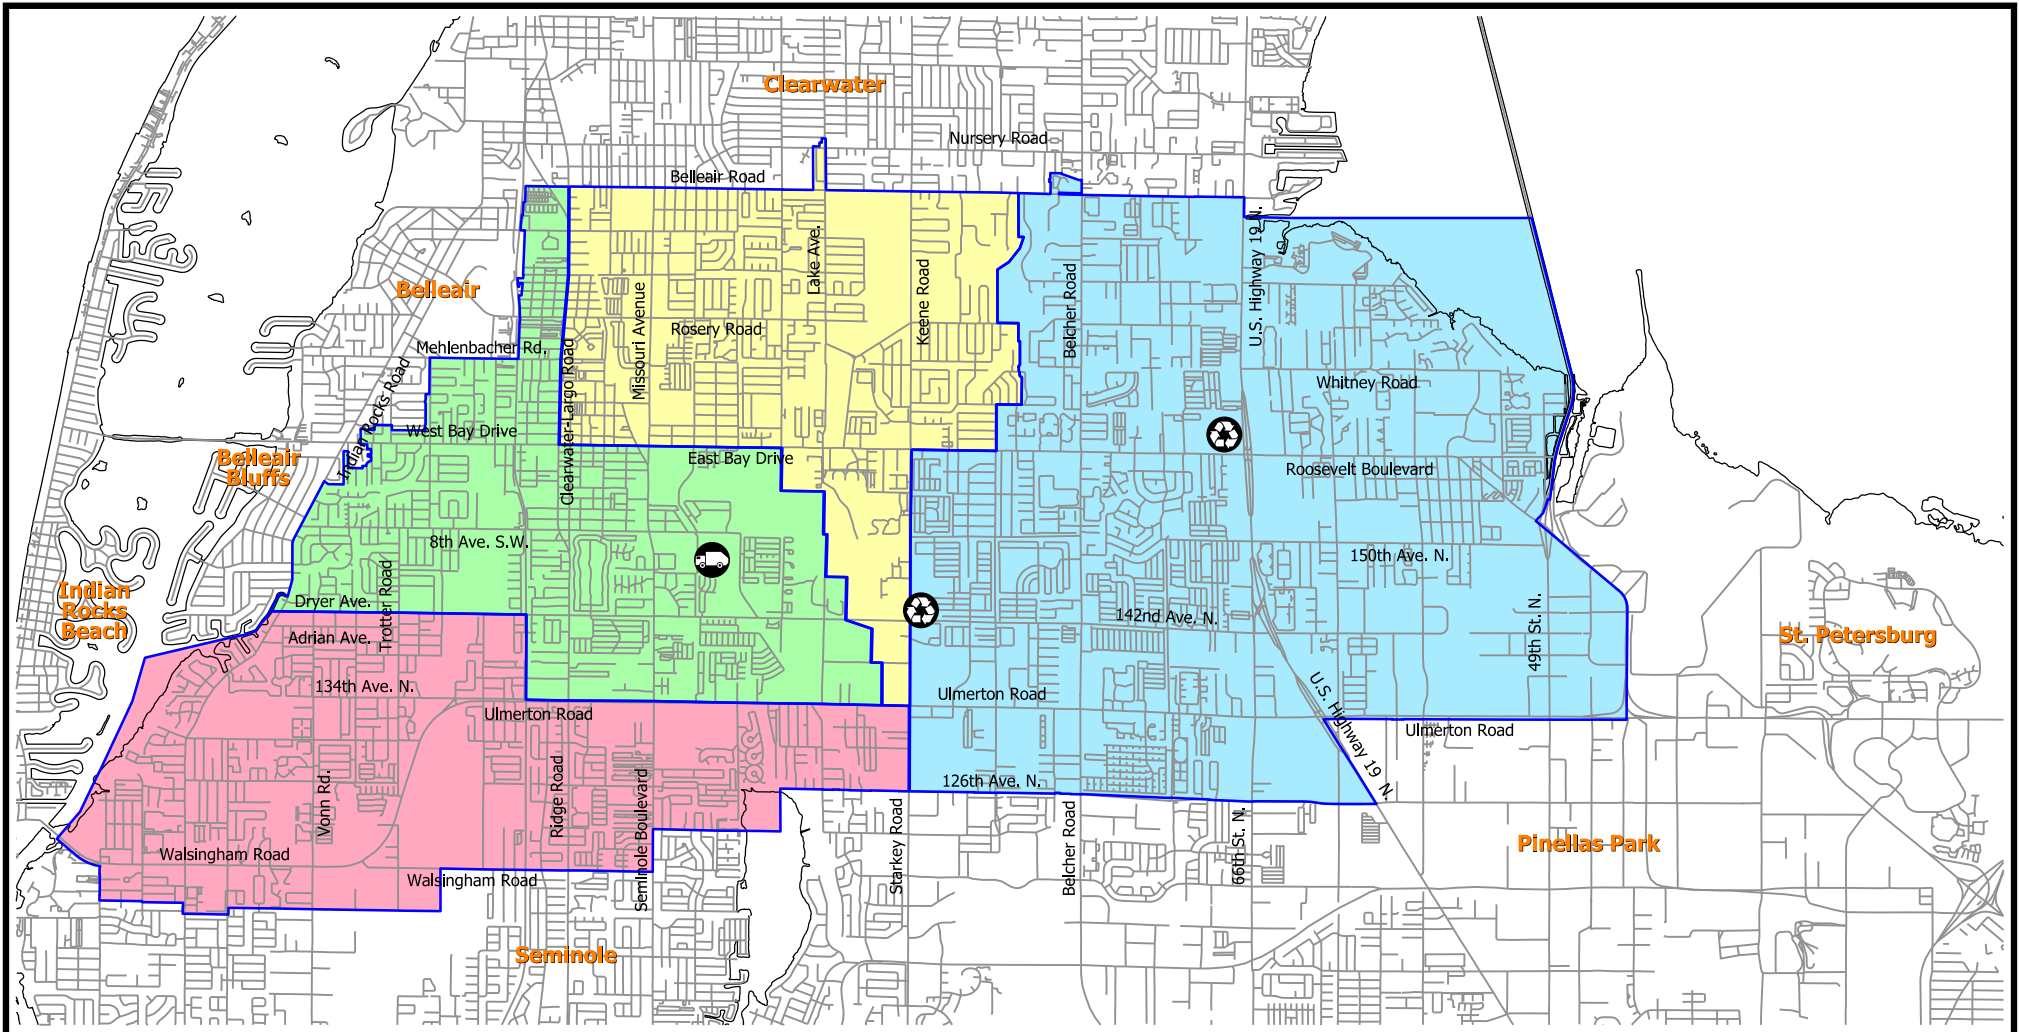 Clearwater
Nursery Road
Belleair Road
Lake Ave.
U.S. Highway 19 N.
Keene Road
Belcher Road
Belleair
Missouri Avenue
Rosery Road
Mehlenbacher Rd.
Clearwater-Largo Road
Indian Rocks Road
Whitney Road
West Bay Drive
East Bay Drive
Belleair
Bluffs
Roosevelt Boulevard
8th Ave. S.W.
150th Ave. N.
Trotter Road
Indian
Rocks
Beach
Dryer Ave.
Adrian Ave.
142nd Ave. N.
49th St. N.
St. Petersburg
134th Ave. N.
Ulmerton Road
Ulmerton Road
U.S. Highway 19 N.
Ulmerton Road
Vonn Rd.
Ridge Road
Seminole Boulevard
126th Ave. N.
Starkey Road
Belcher Road
66th St. N.
Pinellas Park
Walsingham Road
Walsingham Road
Seminole